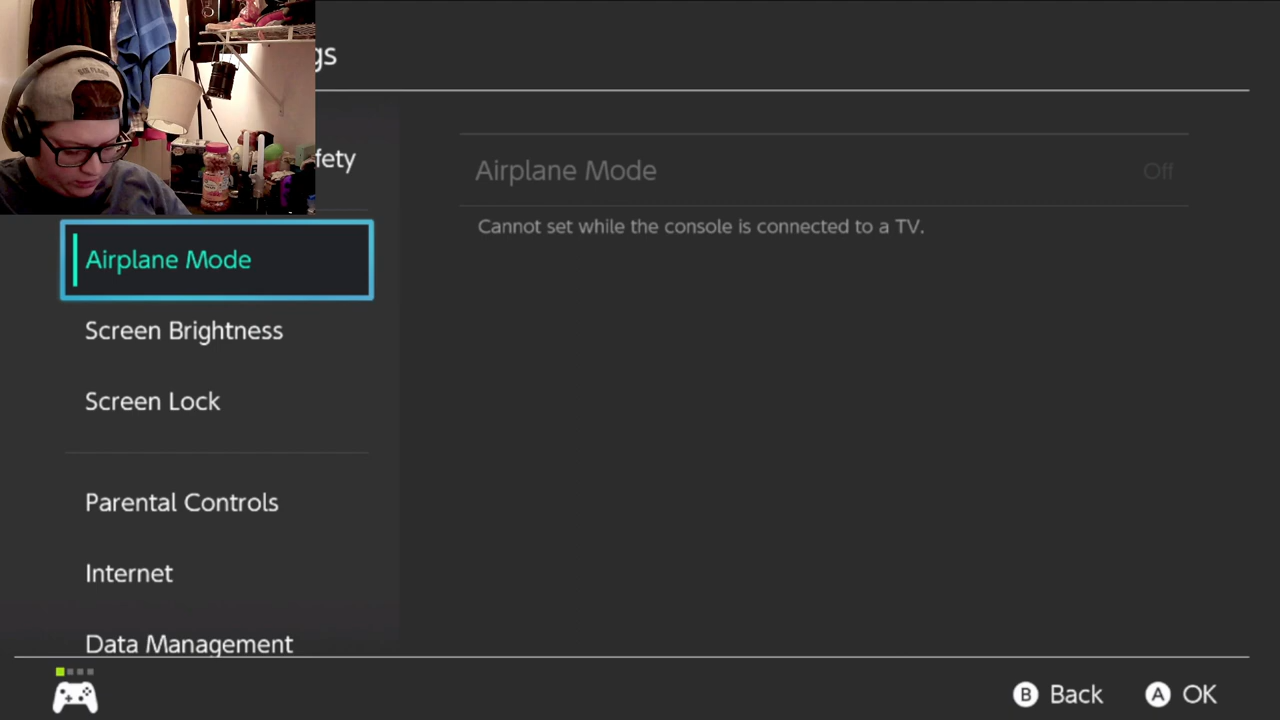 gs
fety
Airplane Mode
Off
Cannot set while the console is connected to a TV.
Airplane Mode
Screen Brightness
Screen Lock
Parental Controls
Internet
Data Management
B Back
A OK